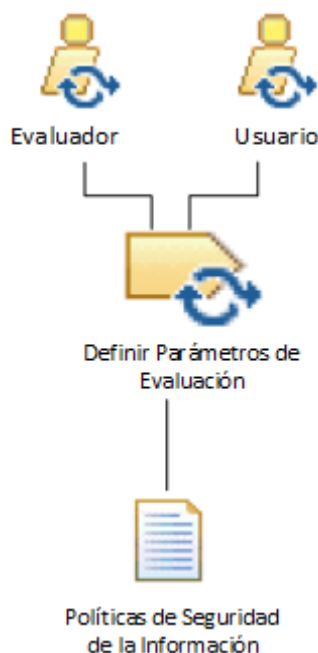 Evaluador
Usuario
Definir Parámetros de
Evaluación
Políticas de Seguridad
de la Información